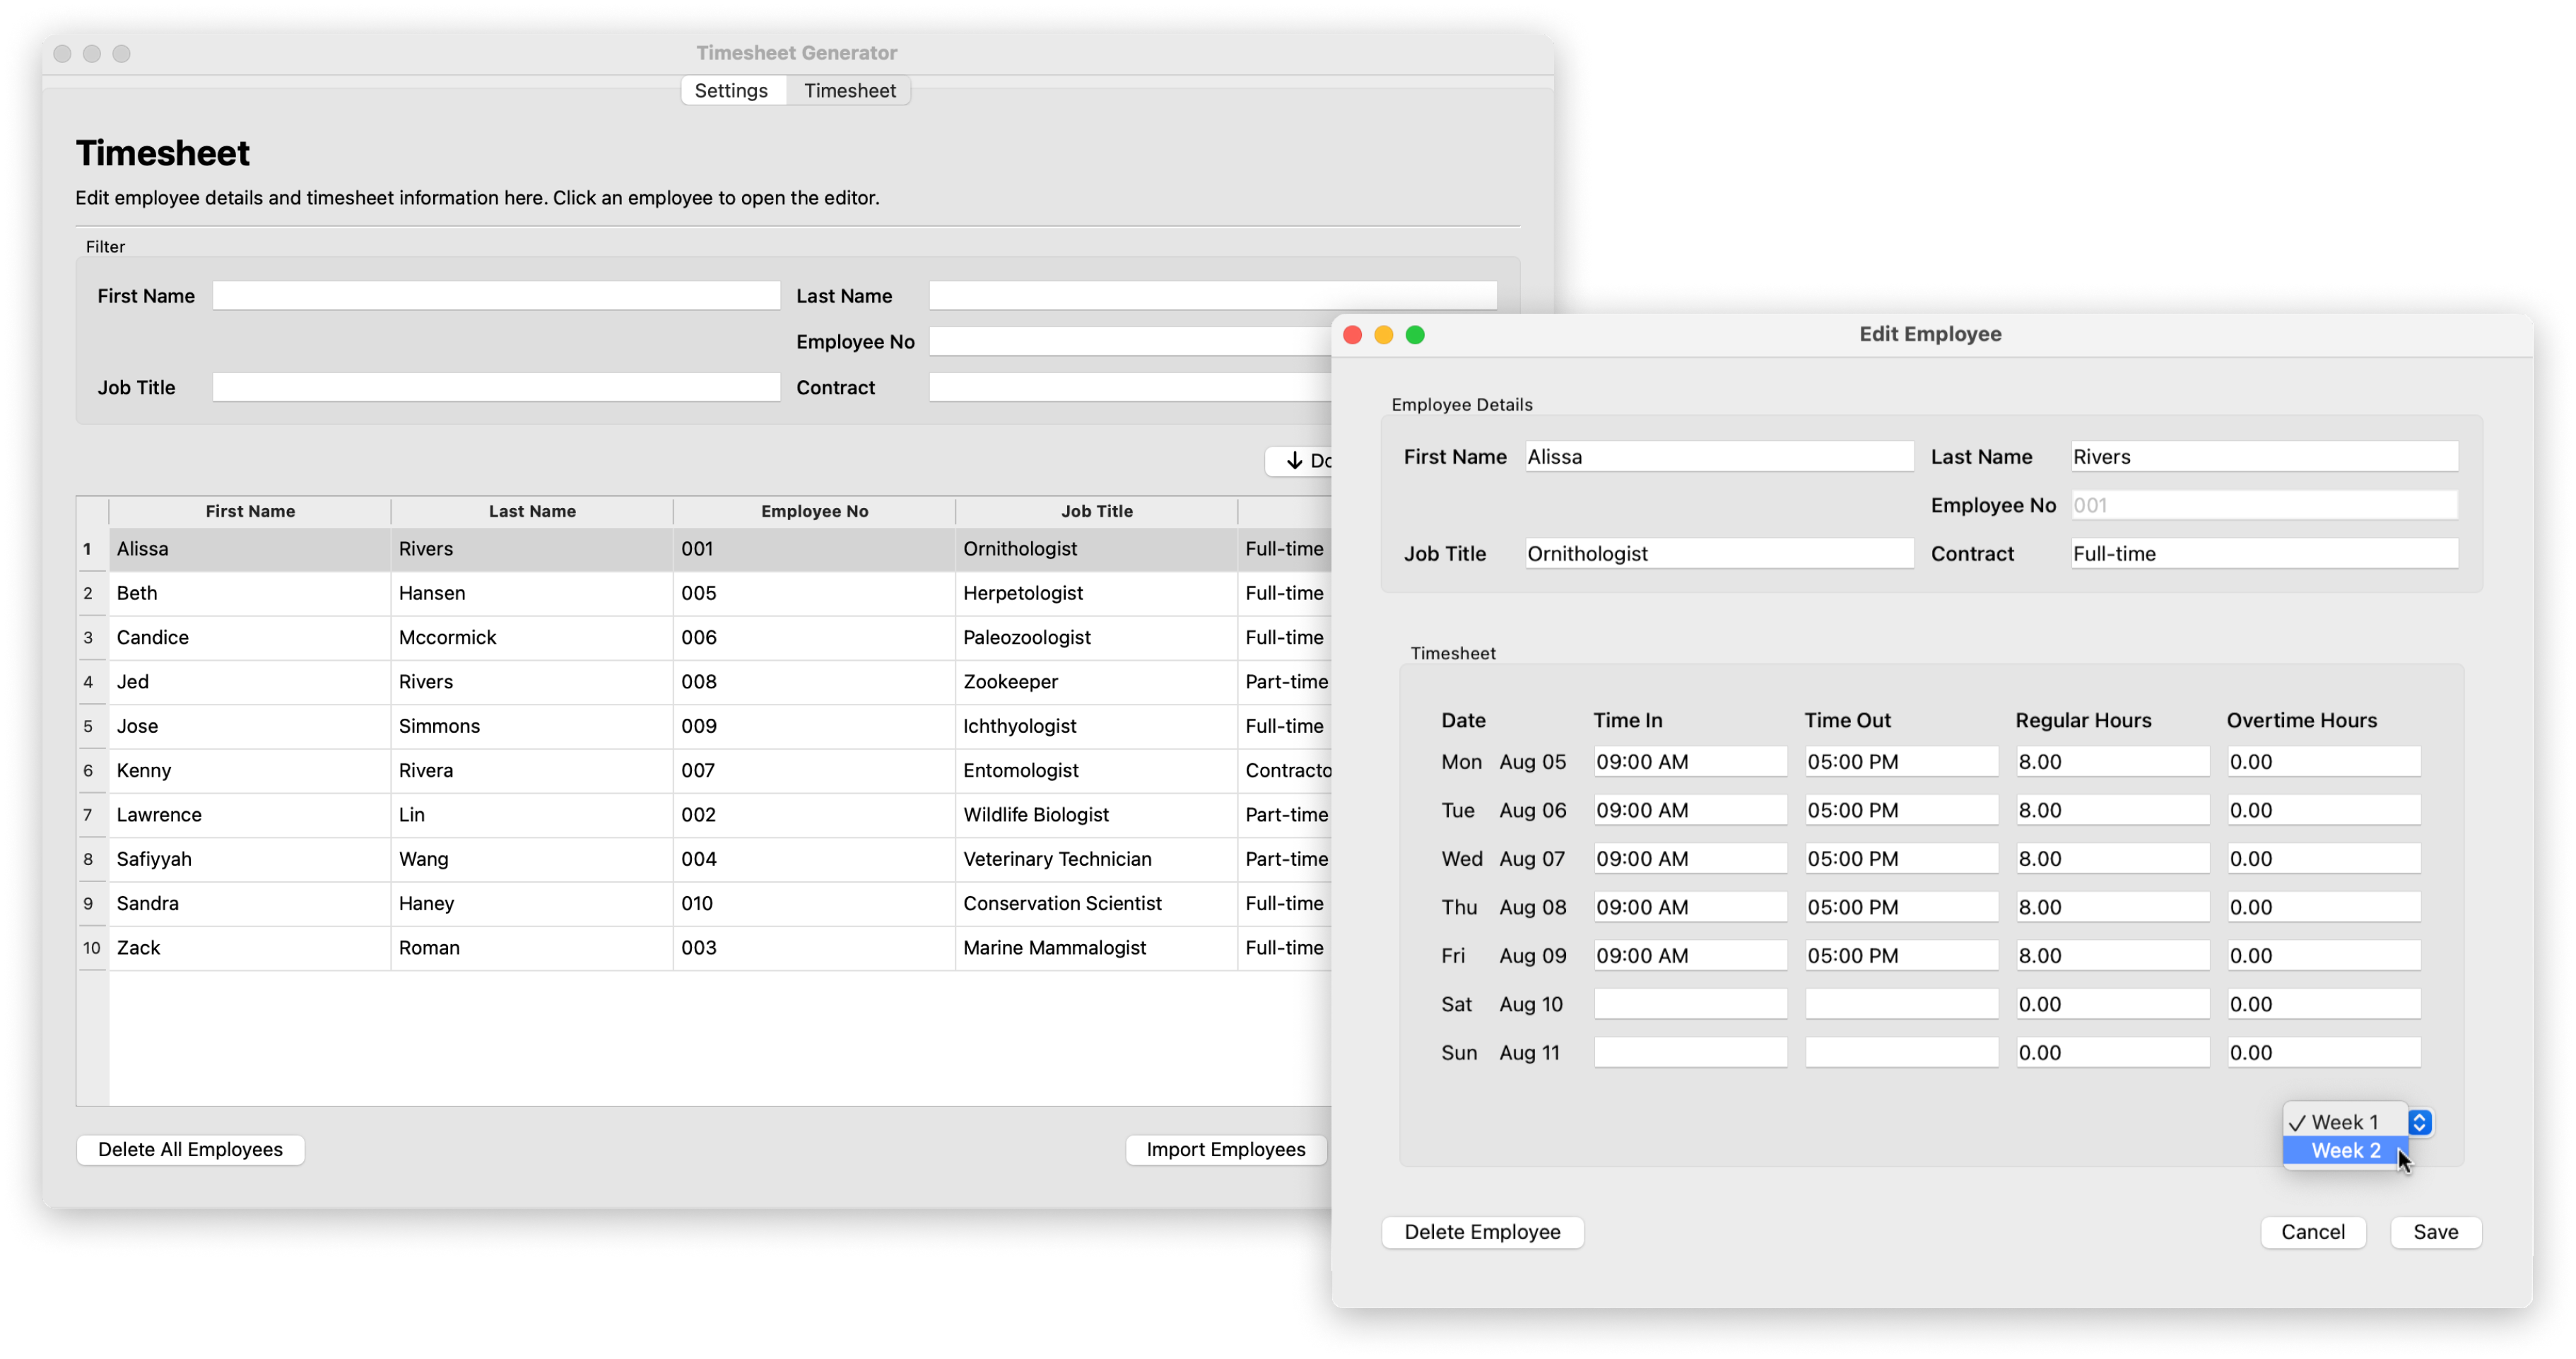 Timesheet Generator
Settings Timesheet
Timesheet
Edit employee details and timesheet information here. Click an employee to open the editor.
Filter
First Name Last Name
Employee No
Job Title Contract
First Name Last Name Employee No Job Title
1 Alissa Rivers 001 Ornithologist Full-time
2 Beth Hansen 005 Herpetologist Full-time
3 Candice Mccormick 006 Paleozoologist Full-time
4 Jed Rivers 008 Zookeeper Part-time
5 Jose Simmons 009 Ichthyologist Full-time
6 Kenny Rivera 007 Entomologist
7 Lawrence Lin 002 Wildlife Biologist Part-time
8 Safiyyah Wang 004 Veterinary Technician Part-time
9 Sandra Haney 010 Conservation Scientist Full-time
10 Zack Roman 003 Marine Mammalogist Full-time
Delete All Employees Import Employees
Edit Employee
Employee Details
First Name Alissa Last Name Rivers
Employee No 001
Job Title Ornithologist Contract Full-time
Timesheet
Date Time In Time Out Regular Hours Overtime Hours
Mon Aug 05 09:00 AM 05:00 PM 8.00 0.00
Tue Aug 06 09:00 AM 05:00 PM 8.00 0.00
Wed Aug 07 09:00 AM 05:00 PM 8.00 0.00
Thu Aug 08 09:00 AM 05:00 PM 8.00 0.00
Fri Aug 09 09:00 AM 05:00 PM 8.00 0.00
Sat Aug 10 0.00 0.00
Sun Aug 11 0.00 0.00
✓ Week 1
Week 2
Delete Employee Cancel Save